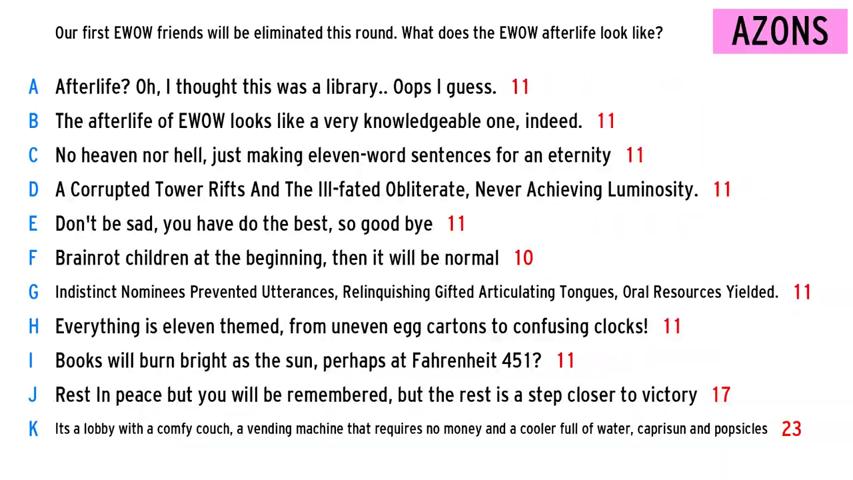 Our first EWOW friends will be eliminated this round. What does the EWOW afterlife look like?
AZONS
A Afterlife? Oh, I thought this was a library.. Oops I guess. 11
B The afterlife of EWOW looks like a very knowledgeable one, indeed. 11
C No heaven nor hell, just making eleven-word sentences for an eternity 11
D A Corrupted Tower Rifts And The Ill-fated Obliterate, Never Achieving Luminosity. 11
E Don't be sad, you have do the best, so good bye 11
F Brainrot children at the beginning, then it will be normal 10
G Indistinct Nominees Prevented Utterances, Relinquishing Gifted Articulating Tongues, Oral Resources Yielded. 11
H Everything is eleven themed, from uneven egg cartons to confusing clocks! 11
I Books will burn bright as the sun, perhaps at Fahrenheit 451? 11
J Rest In peace but you will be remembered, but the rest is a step closer to victory 17
K Its a lobby with a comfy couch, a vending machine that requires no money and a cooler full of water, caprisun and popsicles 23